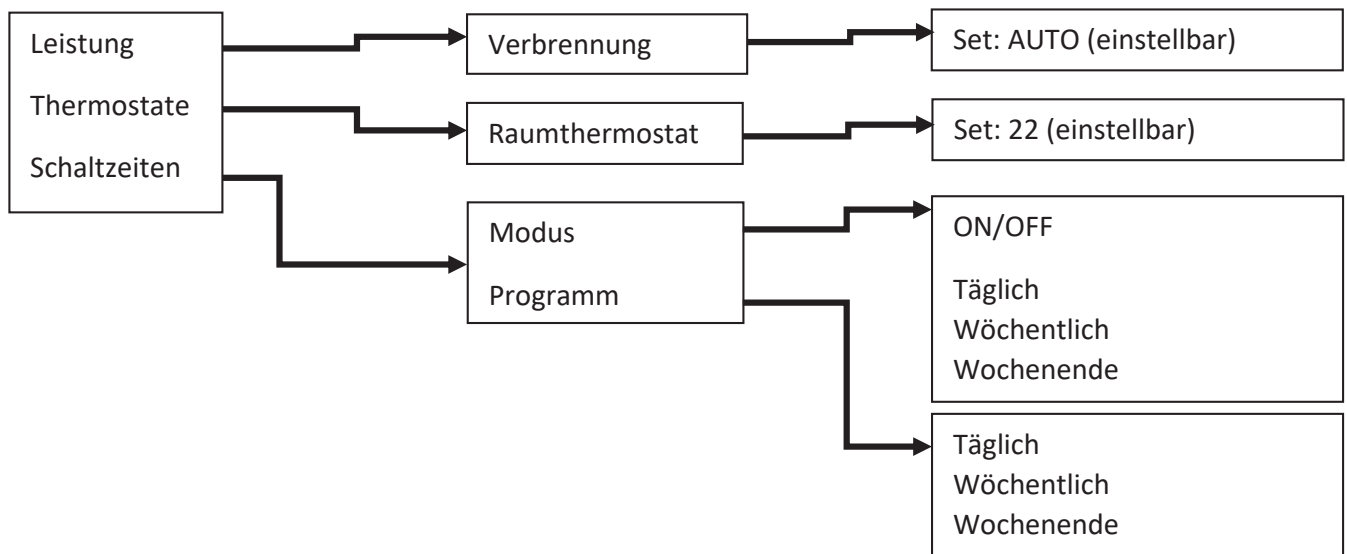 Leistung
Thermostate
Schaltzeiten
Verbrennung
Raumthermostat
Modus
Programm
Set: AUTO (einstellbar)
Set: 22 (einstellbar)
ON/OFF
Täglich
Wöchentlich
Wochenende
Täglich
Wöchentlich
Wochenende